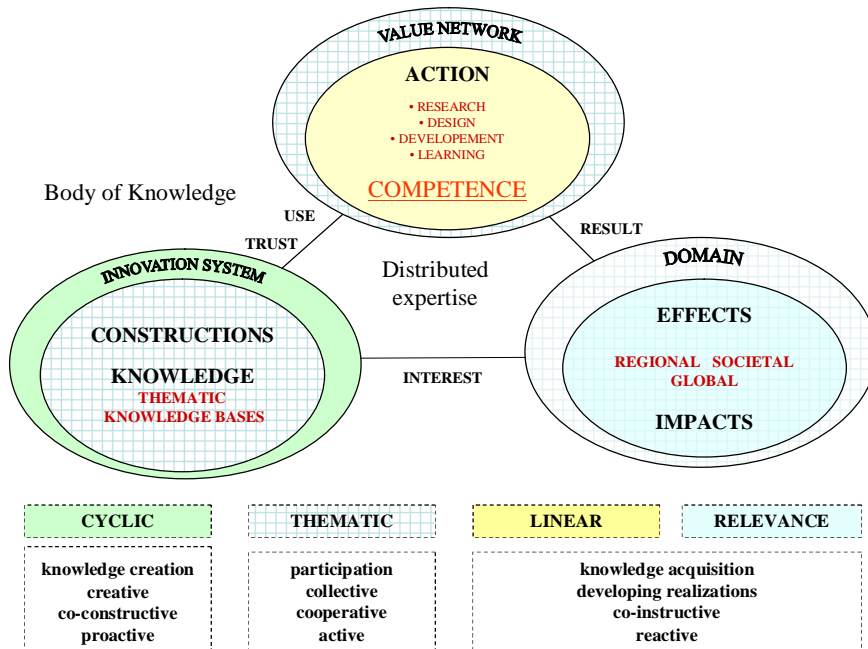 VALUE NETWORK
ACTION
• RESEARCH
• DESIGN
• DEVELOPEMENT
• LEARNING
COMPETENCE
Body of Knowledge
USE
TRUST
RESULT
INNOVATION SYSTEM
CONSTRUCTIONS
KNOWLEDGE
THEMATIC
KNOWLEDGE BASES
Distributed
expertise
INTEREST
DOMAIN
EFFECTS
REGIONAL SOCIETAL
GLOBAL
IMPACTS
CYCLIC
knowledge creation
creative
co-constructive
proactive
THEMATIC
participation
collective
cooperative
active
LINEAR
RELEVANCE
knowledge acquisition
developing realizations
co-instructive
reactive